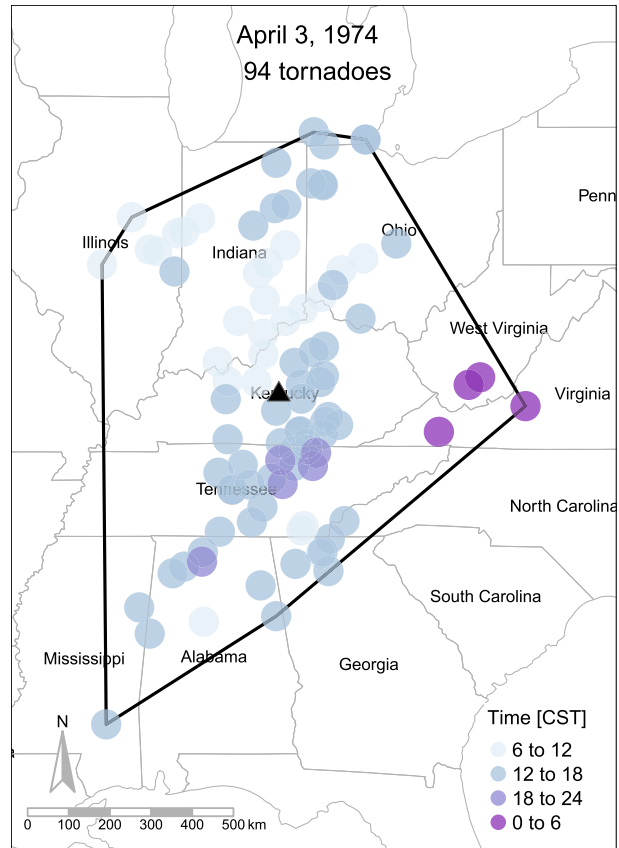 April 3, 1974
94 tornadoes
Penn
Illinois
Ohio
Indiana
West Virginia
Kentucky
Virginia
Tennessee
North Carolina
South Carolina
Mississippi
Alabama
Georgia
N
Time [CST]
6 to 12
12 to 18
18 to 24
0 to 6
0 100 200 300 400 500 km